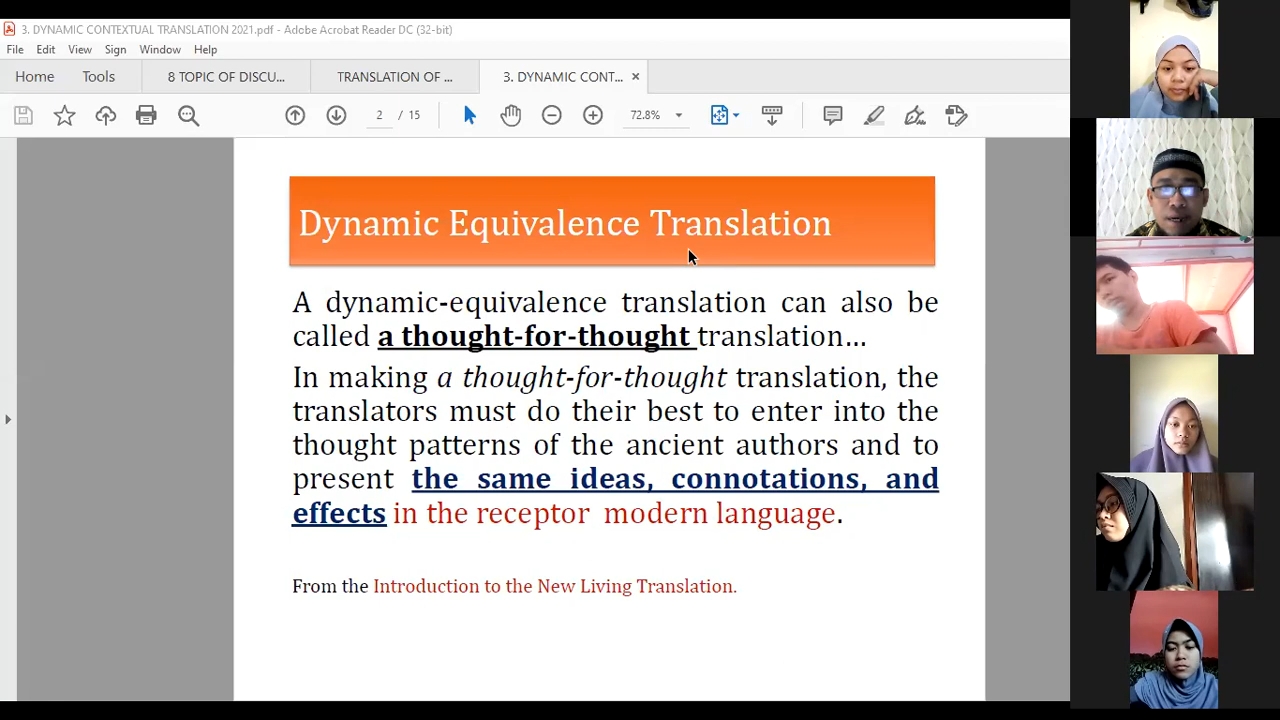 3. DYNAMIC CONTEXTUAL TRANSLATION 2021.pdf - Adobe Acrobat Reader DC (32-bit)
File Edit View Sign Window Help
Home Tools 8 TOPIC OF DISCU... TRANSLATION OF ... 3. DYNAMIC CONT... ×
2 / 15 72.8%
Dynamic Equivalence Translation
A dynamic-equivalence translation can also be
called a thought-for-thought translation…
In making a thought-for-thought translation, the
translators must do their best to enter into the
thought patterns of the ancient authors and to
present the same ideas, connotations, and
effects in the receptor modern language.
From the Introduction to the New Living Translation.